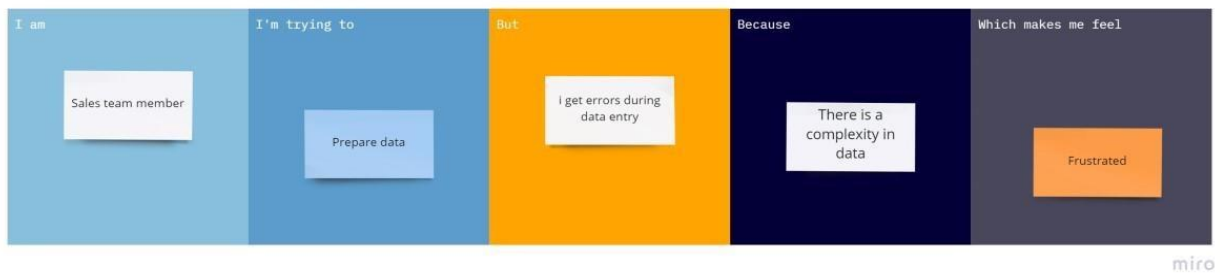 I am
Sales team member
I'm trying to
Prepare data
But
i get errors during
data entry
Because
There is a
complexity in
data
Which makes me feel
Frustrated
miro